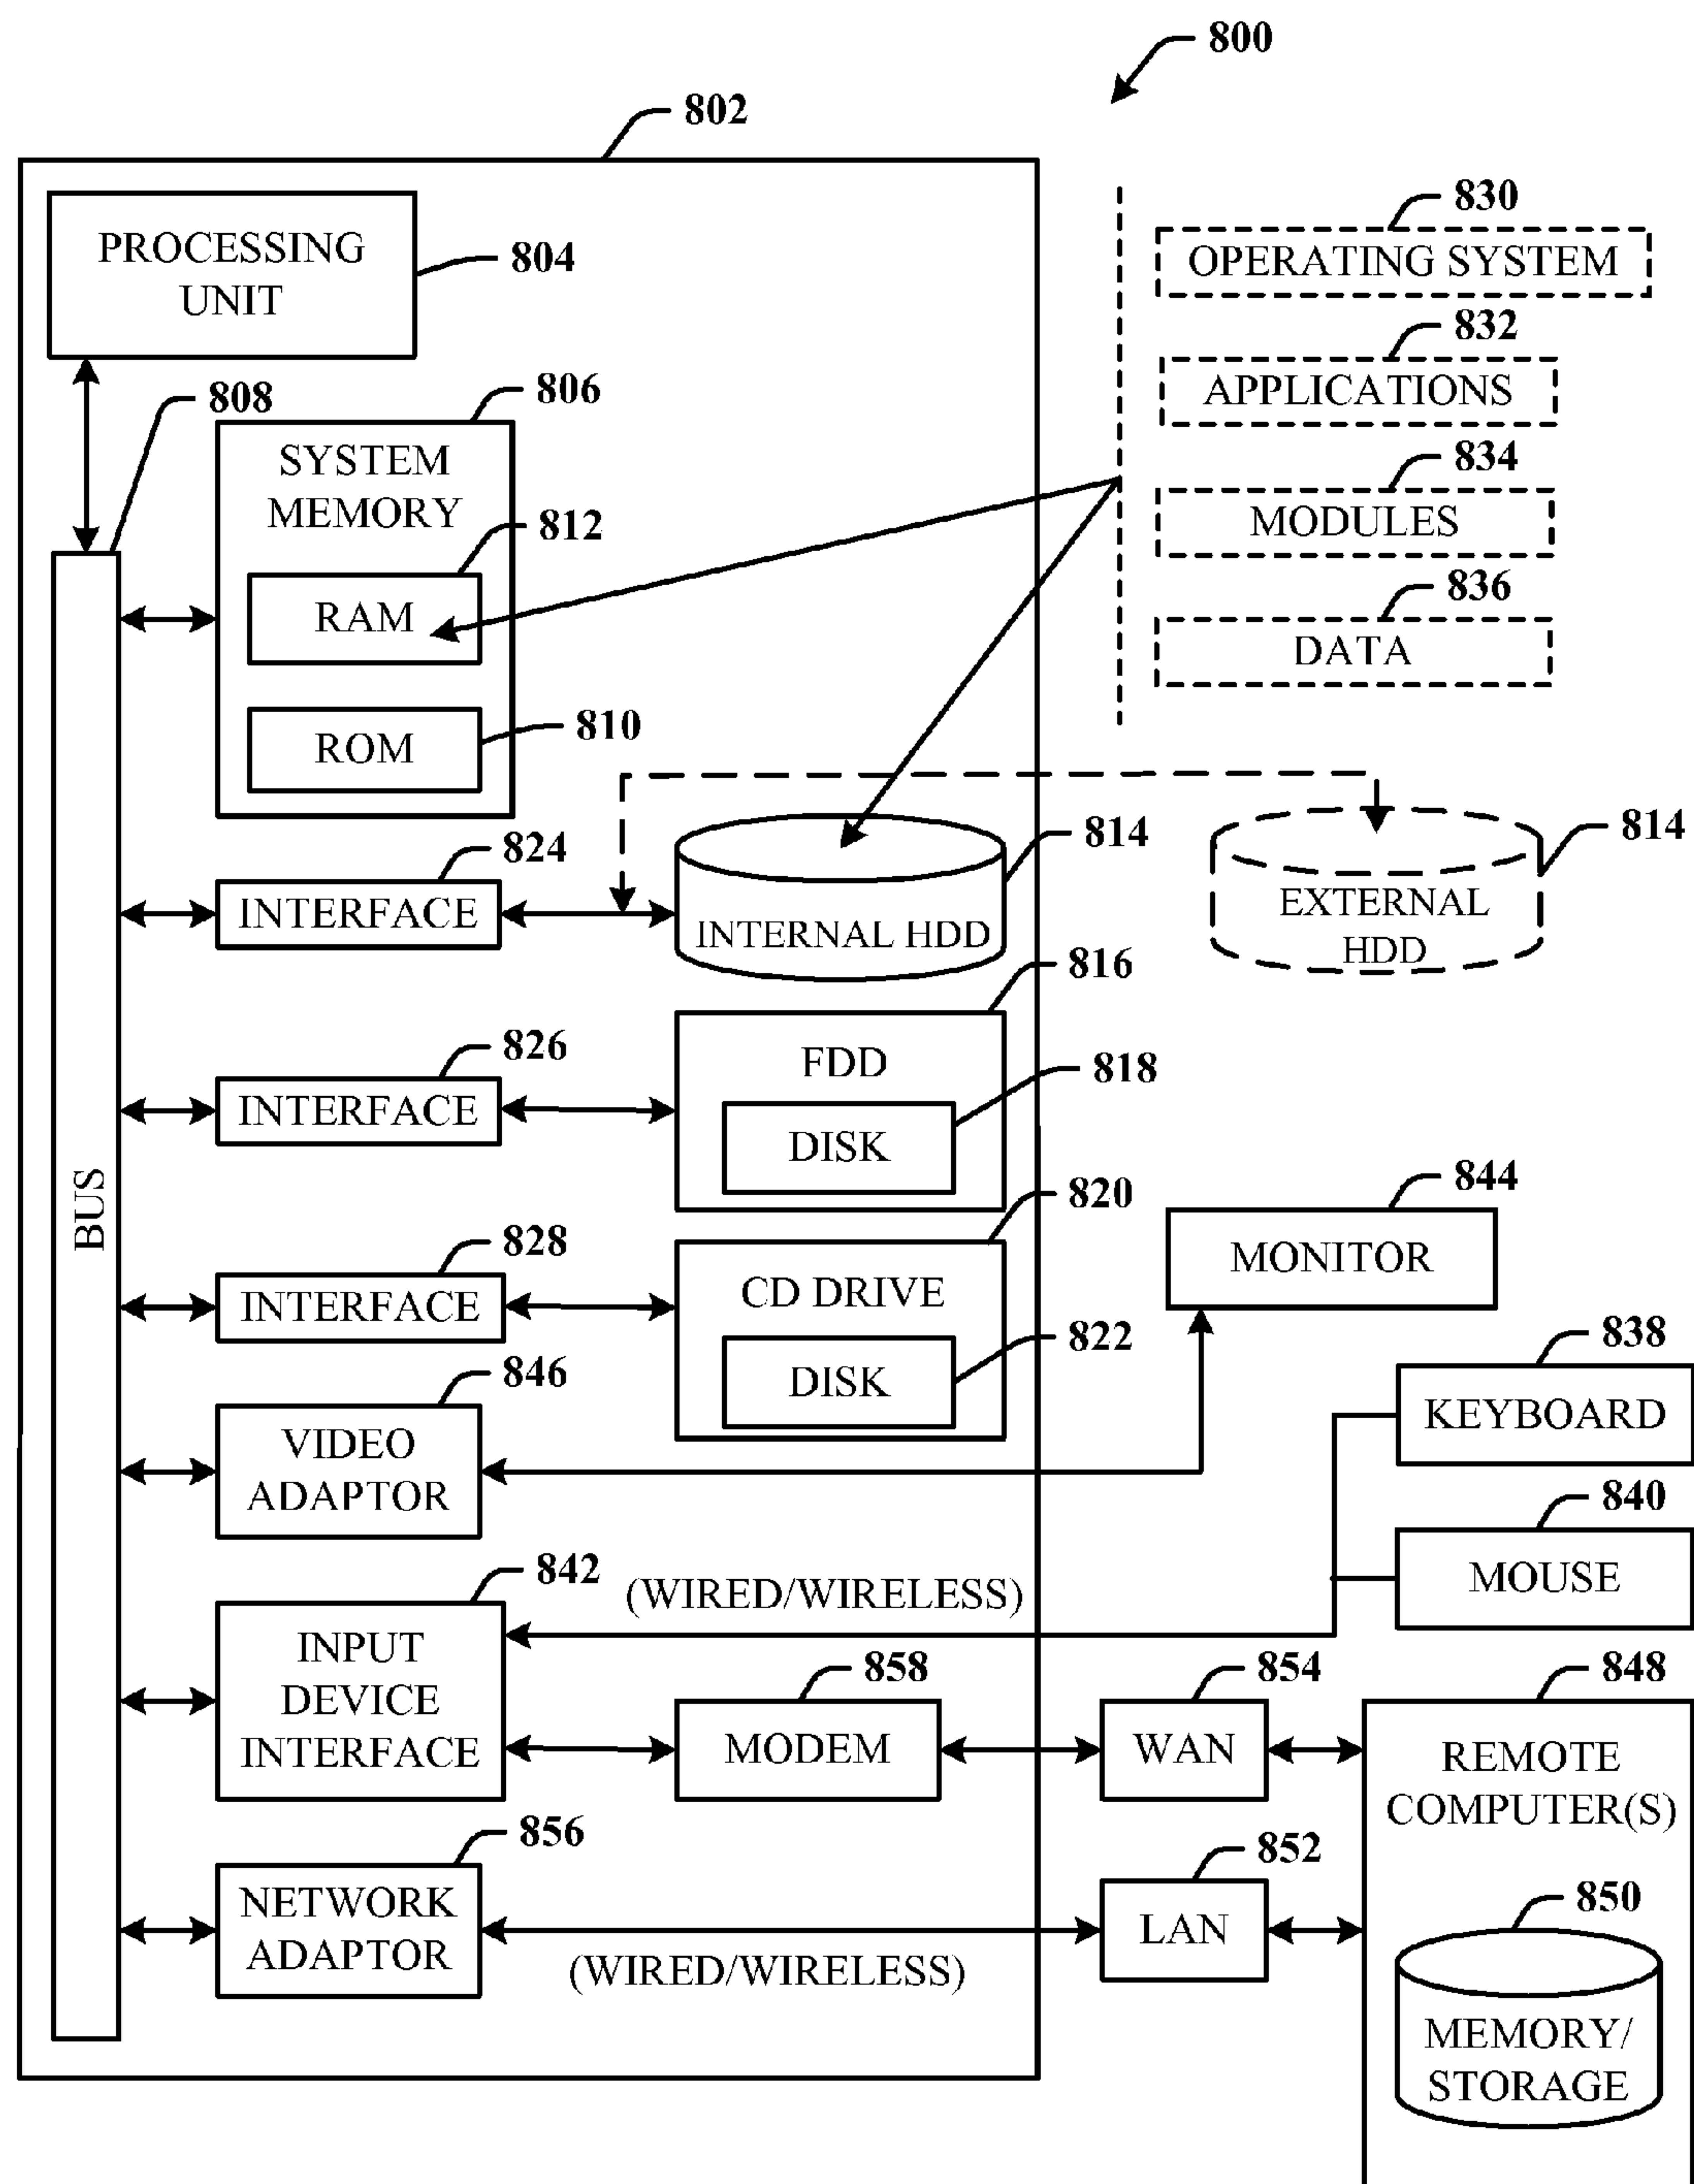 800
802
PROCESSING
UNIT
804
830
OPERATING SYSTEM
832
APPLICATIONS
834
MODULES
836
DATA
808
806
SYSTEM
MEMORY
812
RAM
810
ROM
824
INTERFACE
814
INTERNAL HDD
814
EXTERNAL
HDD
816
FDD
826
INTERFACE
818
DISK
BUS
820
CD DRIVE
828
INTERFACE
822
DISK
844
MONITOR
838
KEYBOARD
846
VIDEO
ADAPTOR
840
MOUSE
842
(WIRED/WIRELESS)
INPUT
DEVICE
INTERFACE
858
MODEM
854
WAN
848
REMOTE
COMPUTER(S)
856
NETWORK
ADAPTOR
(WIRED/WIRELESS)
852
LAN
850
MEMORY/
STORAGE